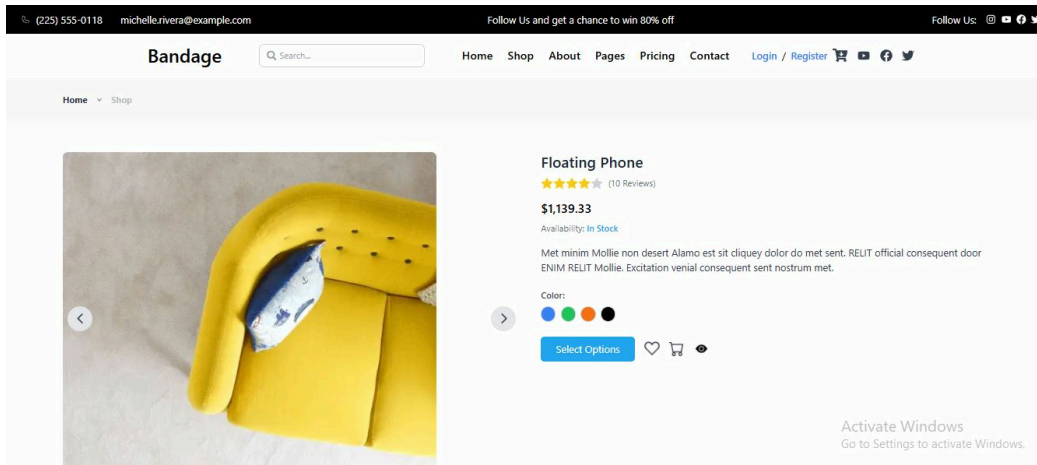 (225) 555-0118 michelle.rivera@example.com Follow Us and get a chance to win 80% off Follow Us:
Bandage Search... Home Shop About Pages Pricing Contact Login / Register
Home Shop
Floating Phone
(10 Reviews)
$1,139.33
Availability: In Stock
Met minim Mollie non desert Alamo est sit cliquey dolor do met sent. RELIT official consequent door
ENIM RELIT Mollie. Excitation venial consequent sent nostrum met.
Color:
Select Options
Activate Windows
Go to Settings to activate Windows.